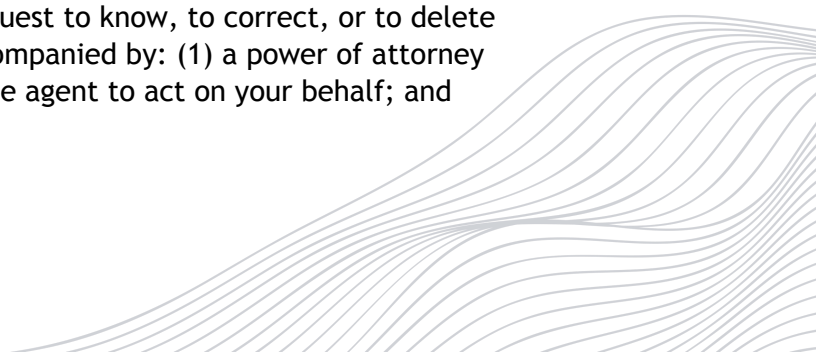 uest to know, to correct, or to delete
ompanied by: (1) a power of attorney
e agent to act on your behalf; and